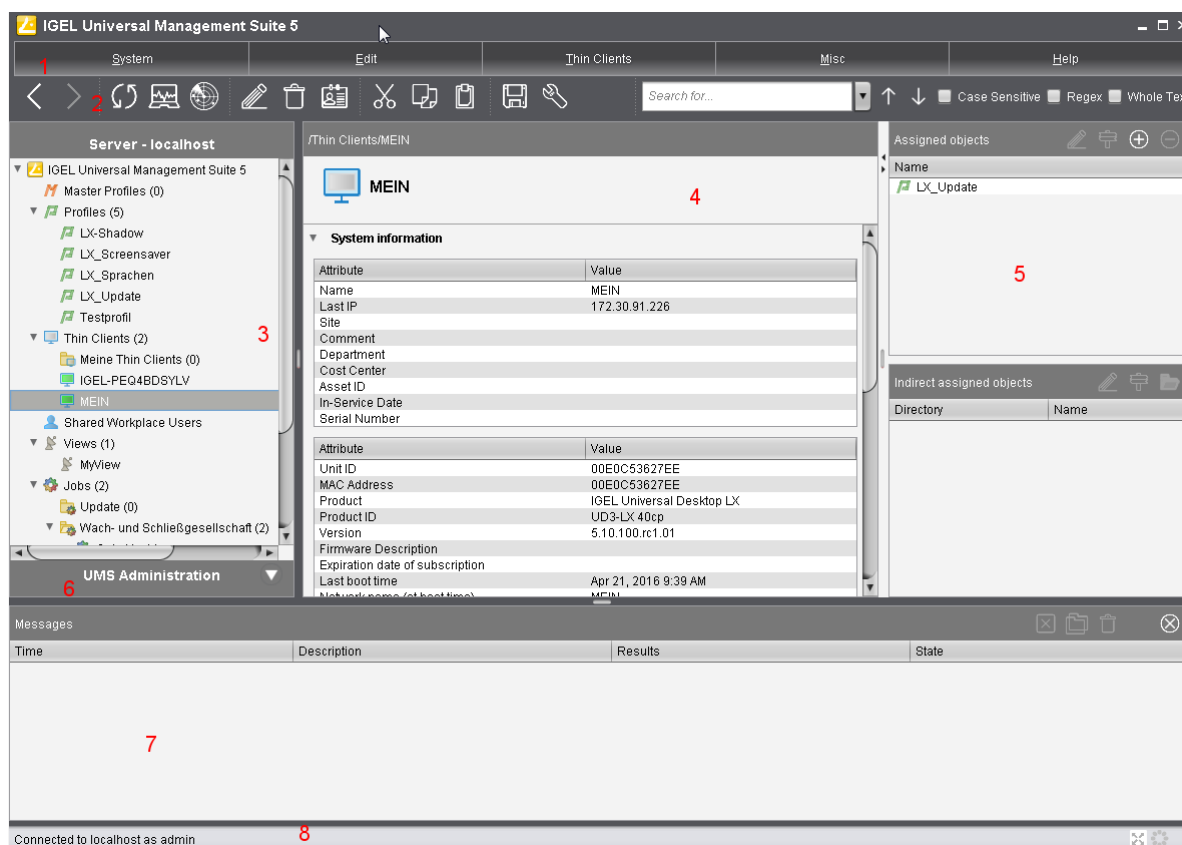 IGEL Universal Management Suite 5
System Edit Thin Clients Misc Help
1
2
Search for...
Case Sensitive Regex Whole Tex
Server - localhost
IGEL Universal Management Suite 5
Master Profiles (0)
Profiles (5)
LX-Shadow
LX_Screensaver
LX_Sprachen
LX_Update
Testprofil
Thin Clients (2)
3
Meine Thin Clients (0)
IGEL-PEQ4BDSYLV
MEIN
Shared Workplace Users
Views (1)
MyView
Jobs (2)
Update (0)
Wach- und Schließgesellschaft (2)
UMS Administration
6
/Thin Clients/MEIN
MEIN
4
System information
Attribute Value
Name MEIN
Last IP 172.30.91.226
Site
Comment
Department
Cost Center
Asset ID
In-Service Date
Serial Number
Attribute Value
Unit ID 00E0C53627EE
MAC Address 00E0C53627EE
Product IGEL Universal Desktop LX
Product ID UD3-LX 40cp
Version 5.10.100.rc1.01
Firmware Description
Expiration date of subscription
Last boot time Apr 21, 2016 9:39 AM
Network name (at boot time) MEIN
Assigned objects
Name
LX_Update
5
Indirect assigned objects
Directory Name
Messages
Time Description Results State
7
Connected to localhost as admin
8